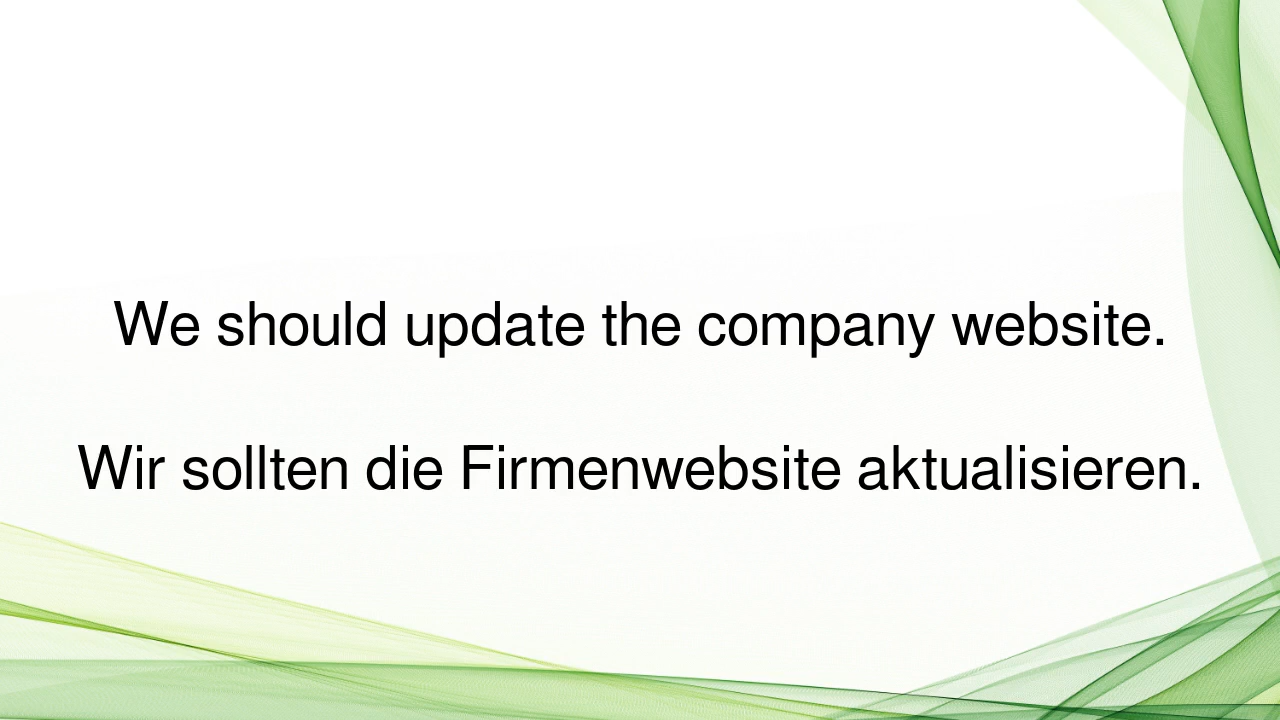 We should update the company website.
Wir sollten die Firmenwebsite aktualisieren.